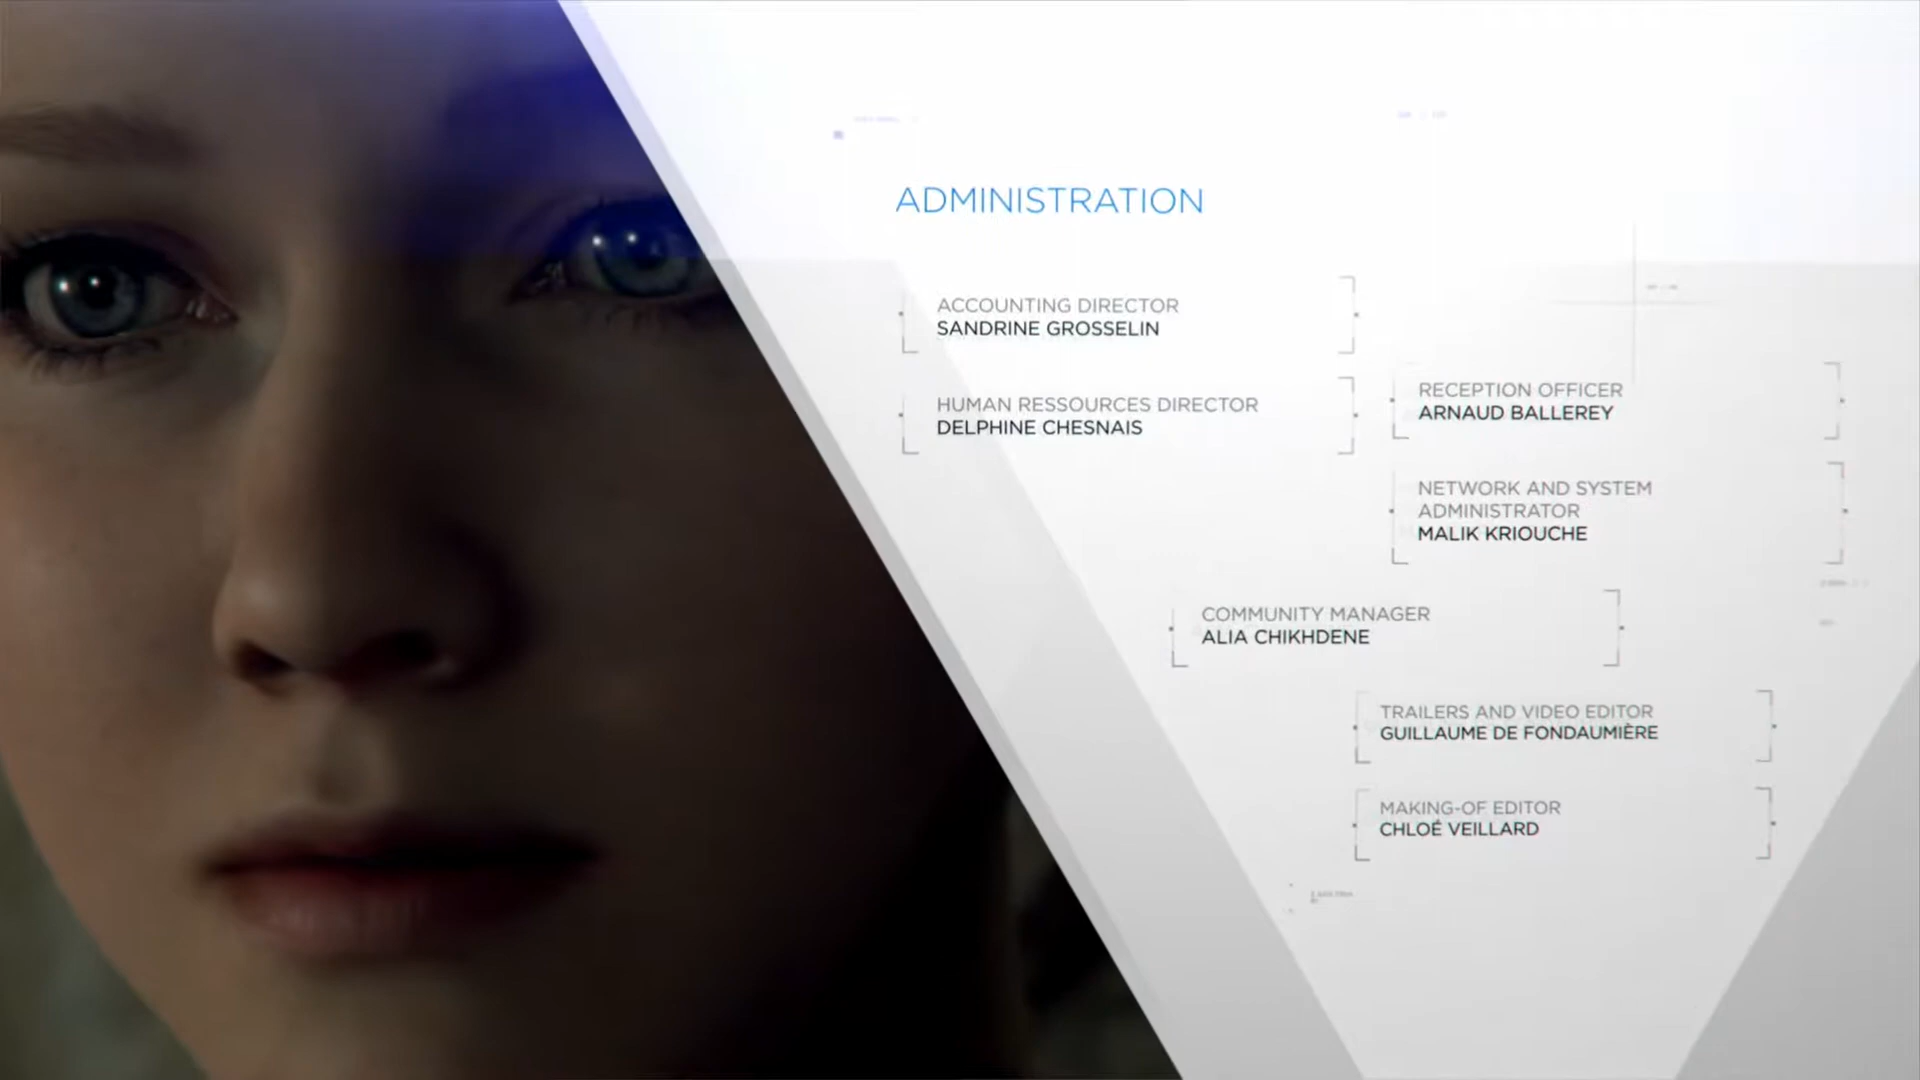 ADMINISTRATION
ACCOUNTING DIRECTOR
SANDRINE GROSSELIN
HUMAN RESSOURCES DIRECTOR
DELPHINE CHESNAIS
RECEPTION OFFICER
ARNAUD BALLEREY
NETWORK AND SYSTEM
ADMINISTRATOR
MALIK KRIOUCHE
COMMUNITY MANAGER
ALIA CHIKHDENE
TRAILERS AND VIDEO EDITOR
GUILLAUME DE FONDAUMIÈRE
MAKING-OF EDITOR
CHLOÉ VEILLARD